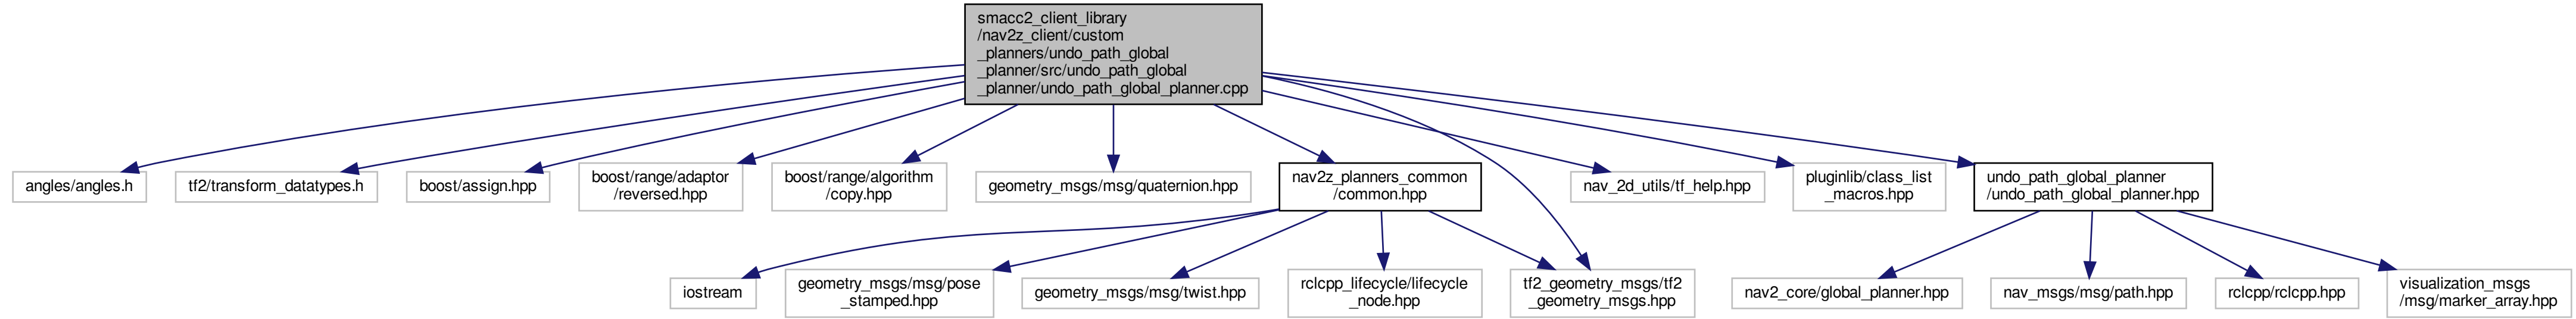 smacc2_client_library
/nav2z_client/custom
_planners/undo_path_global
_planner/src/undo_path_global
_planner/undo_path_global_planner.cpp
angles/angles.h
tf2/transform_datatypes.h
boost/assign.hpp
boost/range/adaptor
/reversed.hpp
boost/range/algorithm
/copy.hpp
geometry_msgs/msg/quaternion.hpp
nav2z_planners_common
/common.hpp
nav_2d_utils/tf_help.hpp
pluginlib/class_list
_macros.hpp
undo_path_global_planner
/undo_path_global_planner.hpp
iostream
geometry_msgs/msg/pose
_stamped.hpp
geometry_msgs/msg/twist.hpp
rclcpp_lifecycle/lifecycle
_node.hpp
tf2_geometry_msgs/tf2
_geometry_msgs.hpp
nav2_core/global_planner.hpp
nav_msgs/msg/path.hpp
rclcpp/rclcpp.hpp
visualization_msgs
/msg/marker_array.hpp